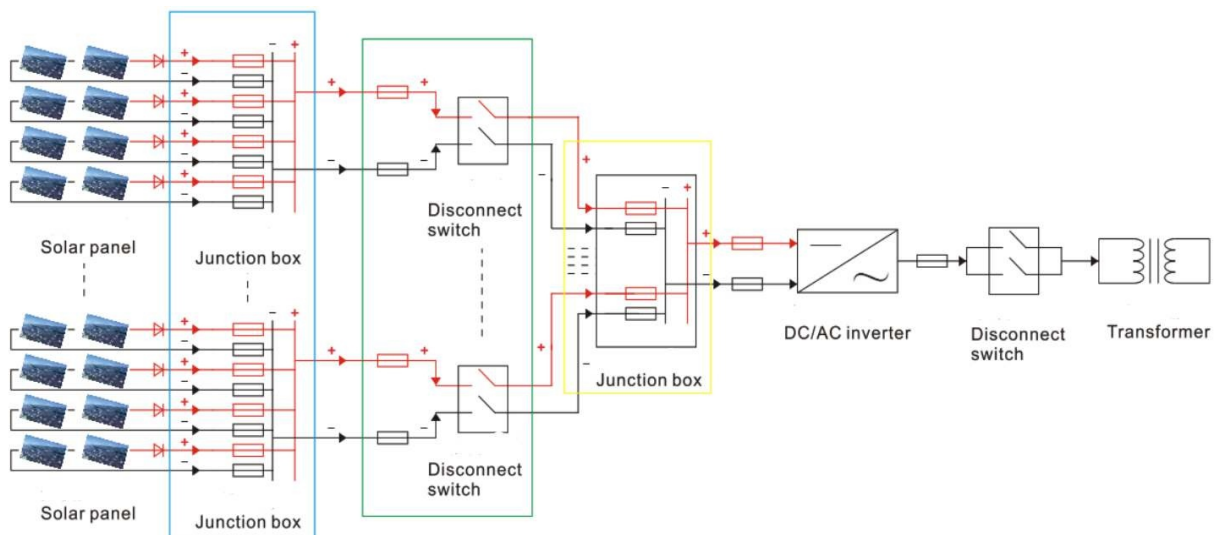 Solar panel
Junction box
Disconnect
switch
Junction box
DC/AC inverter
Disconnect
switch
Transformer
Solar panel
Junction box
Disconnect
switch